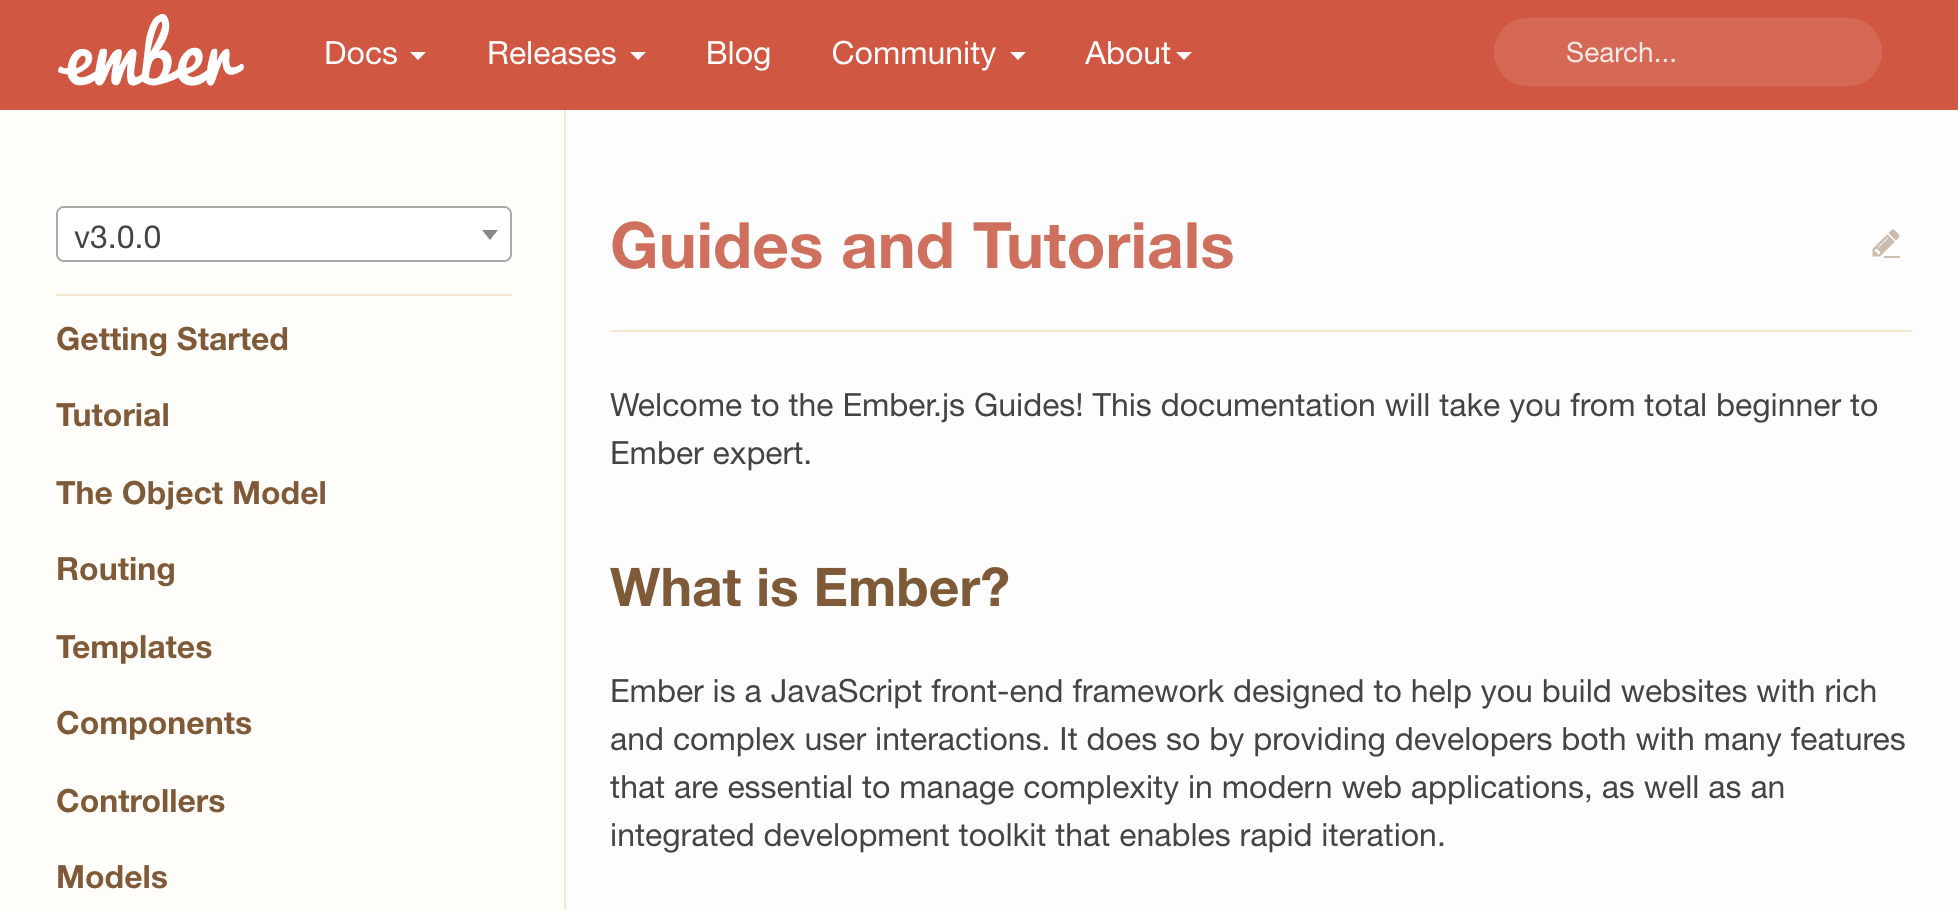 ember Docs Releases Blog Community About Search...
v3.0.0
Getting Started
Tutorial
The Object Model
Routing
Templates
Components
Controllers
Models
Guides and Tutorials
Welcome to the Ember.js Guides! This documentation will take you from total beginner to
Ember expert.
What is Ember?
Ember is a JavaScript front-end framework designed to help you build websites with rich
and complex user interactions. It does so by providing developers both with many features
that are essential to manage complexity in modern web applications, as well as an
integrated development toolkit that enables rapid iteration.